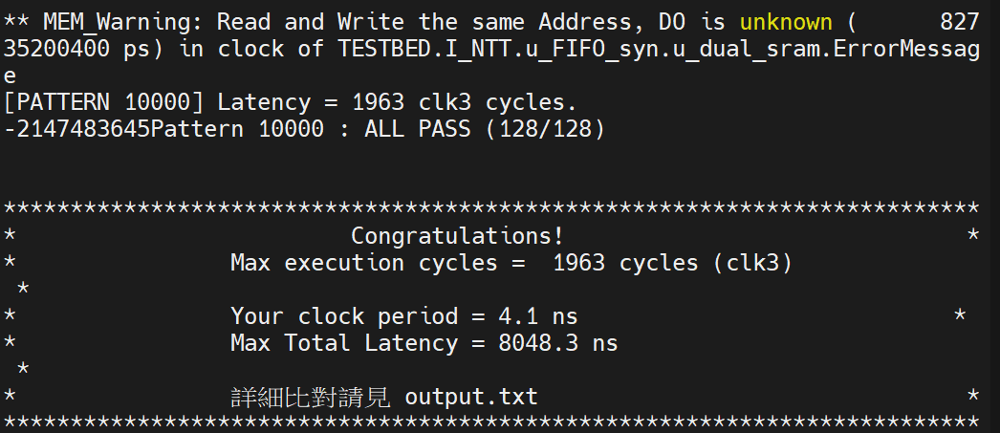 ** MEM_Warning: Read and Write the same Address, DO is unknown (      827
35200400 ps) in clock of TESTBED.I_NTT.u_FIFO_syn.u_dual_sram.ErrorMessag
e
[PATTERN 10000] Latency = 1963 clk3 cycles.
-2147483645Pattern 10000 : ALL PASS (128/128)
*************************************************************************
*                         Congratulations!                              *
*                Max execution cycles =  1963 cycles (clk3)
 *
*                Your clock period = 4.1 ns                            *
*                Max Total Latency = 8048.3 ns
 *
*                詳細比對請見 output.txt                                *
*************************************************************************